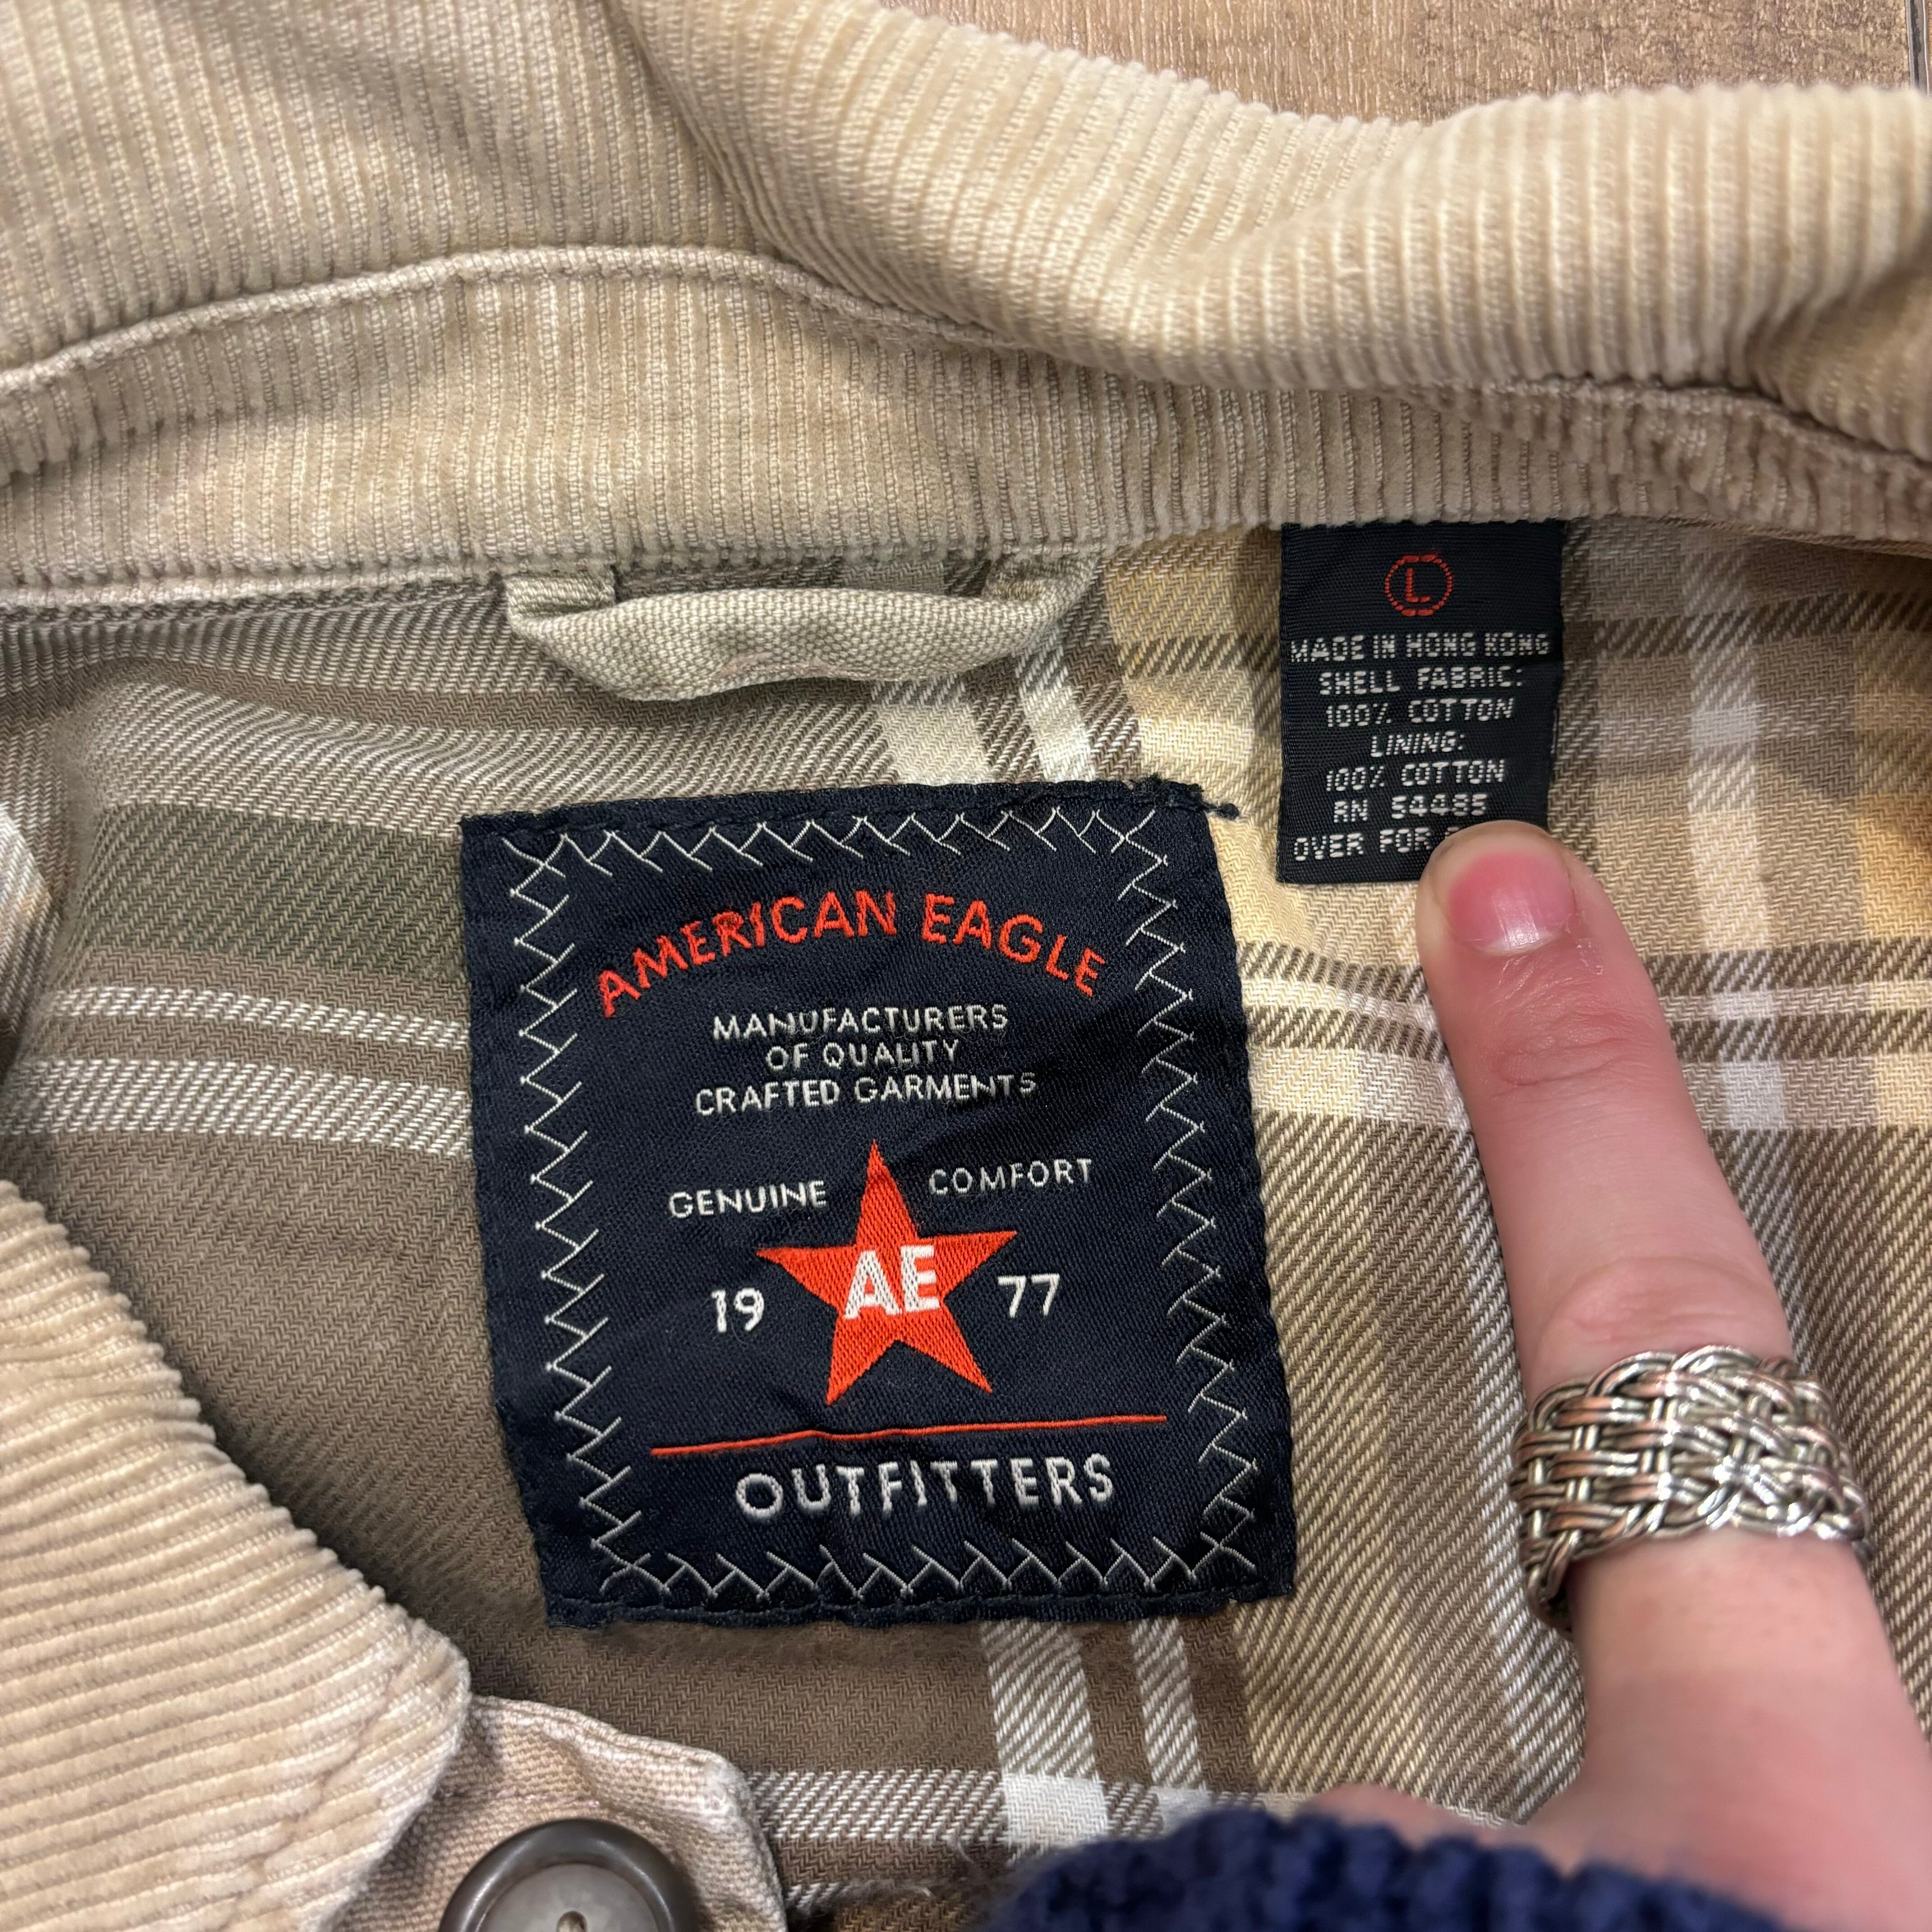 AMERICAN EAGLE
MANUFACTURERS
OF QUALITY
CRAFTED GARMENTS
GENUINE COMFORT
19 AE 77
OUTFITTERS
L
MADE IN HONG KONG
SHELL FABRIC:
100% COTTON
LINING:
100% COTTON
RN 54485
OVER FOR